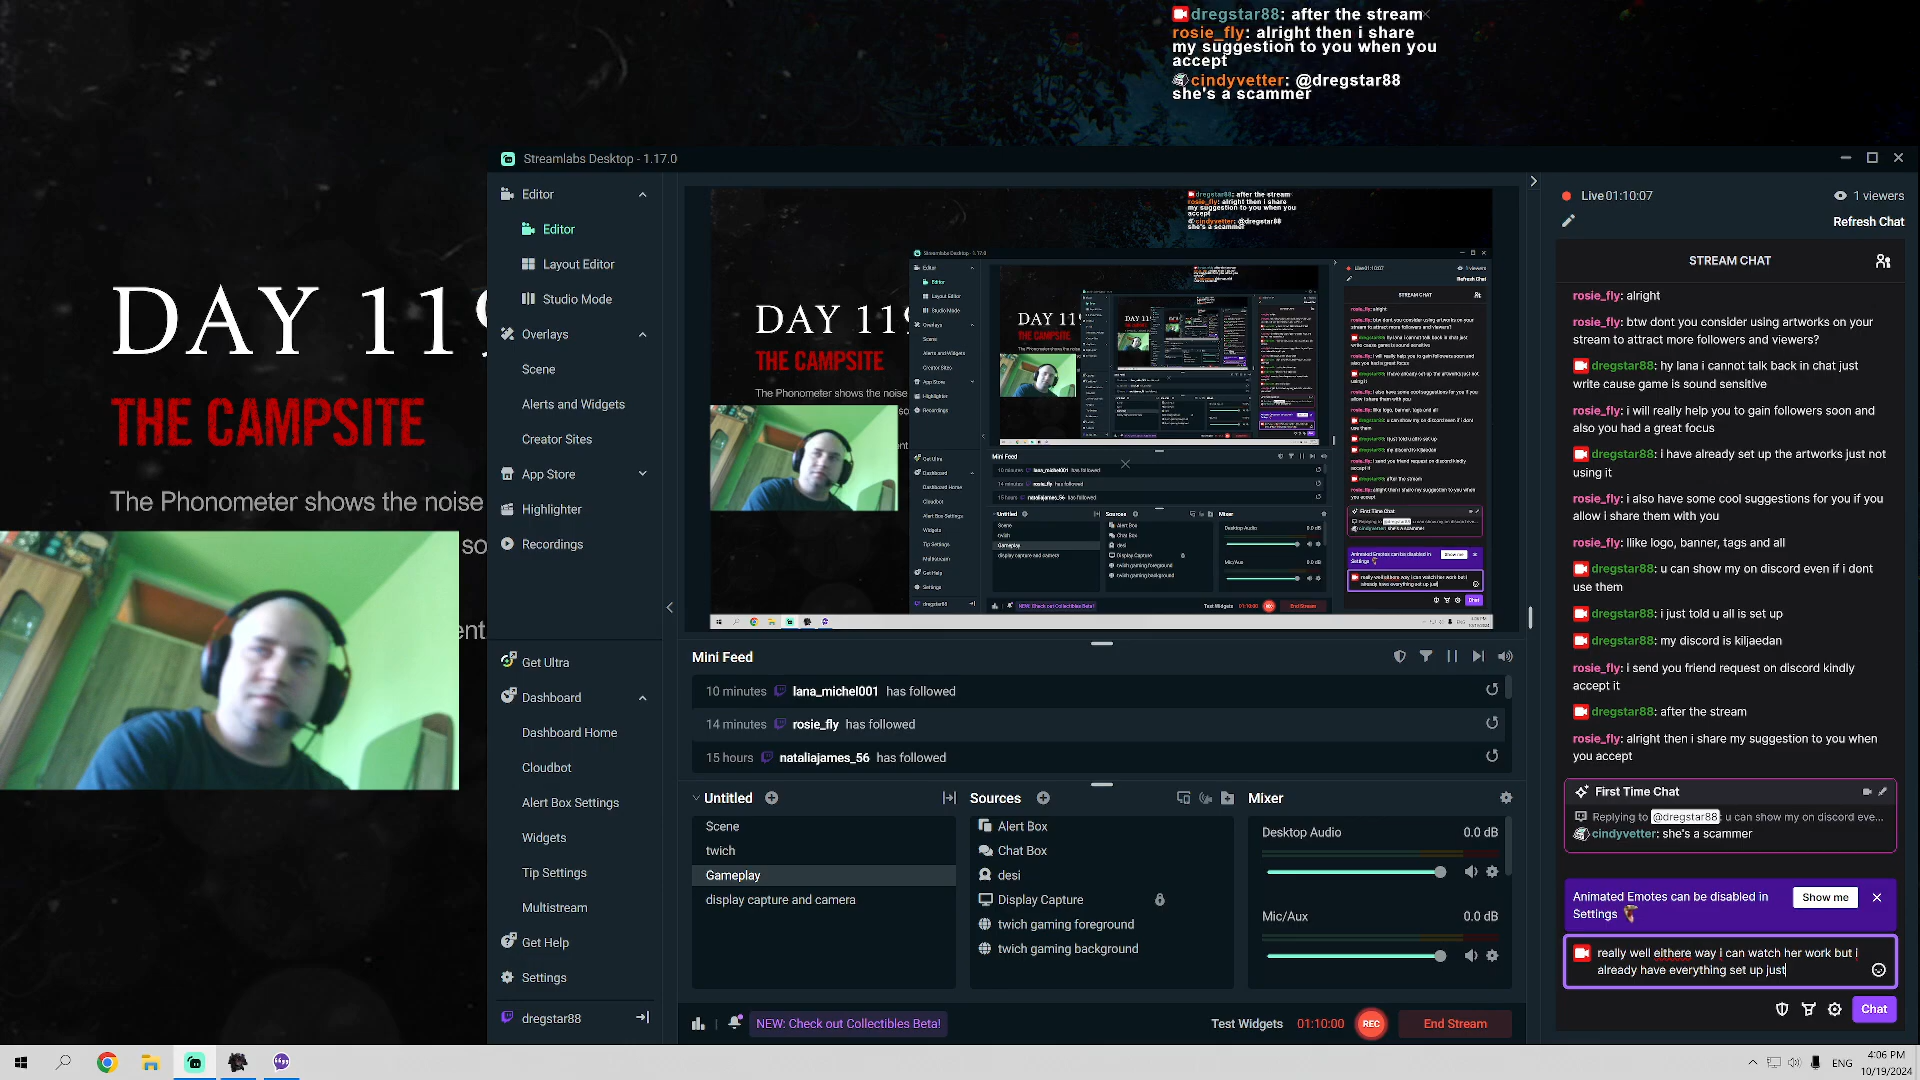 dregstar88: after the stream
rosie_fly: alright then i share
my suggestion to you when you
accept
cindyvetter: @dregstar88
she's a scammer
DAY 119
THE CAMPSITE
The Phonometer shows the noise
so
ent
Streamlabs Desktop - 1.17.0
Editor
Editor
Layout Editor
Studio Mode
Overlays
Scene
Alerts and Widgets
Creator Sites
App Store
Highlighter
Recordings
Get Ultra
Dashboard
Dashboard Home
Cloudbot
Alert Box Settings
Widgets
Tip Settings
Multistream
Get Help
Settings
dregstar88
DAY 119
THE CAMPSITE
The Phonometer shows the noise
Mini Feed
10 minutes lana_michel001 has followed
14 minutes rosie_fly has followed
15 hours nataliajames_56 has followed
Untitled
Scene
twich
Gameplay
display capture and camera
Sources
Alert Box
Chat Box
desi
Display Capture
twich gaming foreground
twich gaming background
Mixer
Desktop Audio 0.0 dB
Mic/Aux 0.0 dB
NEW: Check out Collectibles Beta!
Test Widgets 01:10:00 REC End Stream
Live 01:10:07 1 viewers
Refresh Chat
STREAM CHAT
rosie_fly: alright
rosie_fly: btw dont you consider using artworks on your
stream to attract more followers and viewers?
dregstar88: hy lana i cannot talk back in chat just
write cause game is sound sensitive
rosie_fly: i will really help you to gain followers soon and
also you had a great focus
dregstar88: i have already set up the artworks just not
using it
rosie_fly: i also have some cool suggestions for you if you
allow i share them with you
rosie_fly: llike logo, banner, tags and all
dregstar88: u can show my on discord even if i dont
use them
dregstar88: i just told u all is set up
dregstar88: my discord is kiljaedan
rosie_fly: i send you friend request on discord kindly
accept it
dregstar88: after the stream
rosie_fly: alright then i share my suggestion to you when
you accept
First Time Chat
Replying to @dregstar88: u can show my on discord eve...
cindyvetter: she's a scammer
Animated Emotes can be disabled in
Settings
Show me
really well eithere way i can watch her work but i
already have everything set up just
Chat
ENG
4:06 PM
10/19/2024